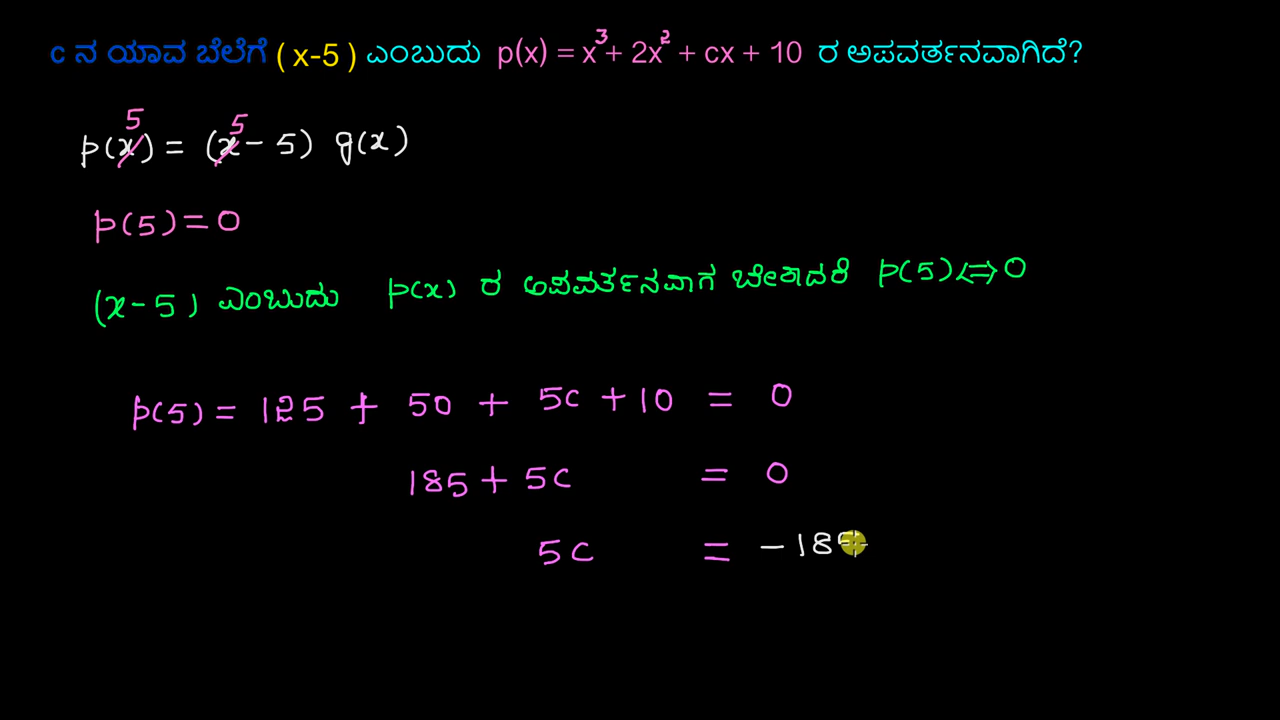 c ನ ಯಾವ ಬೆಲೆಗೆ ( x-5 ) ಎಂಬುದು p(x) = x³ + 2x² + cx + 10 ರ ಅಪವರ್ತನವಾಗಿದೆ?
5 5
p(x) = (x - 5) g(x)
p(5) = 0
(x - 5) ಎಂಬುದು p(x) ರ ಅಪವರ್ತನವಾಗ ಬೇಕಾದರೆ p(5) <=> 0
p(5) = 125 + 50 + 5c + 10 = 0
185 + 5c = 0
5c = -185